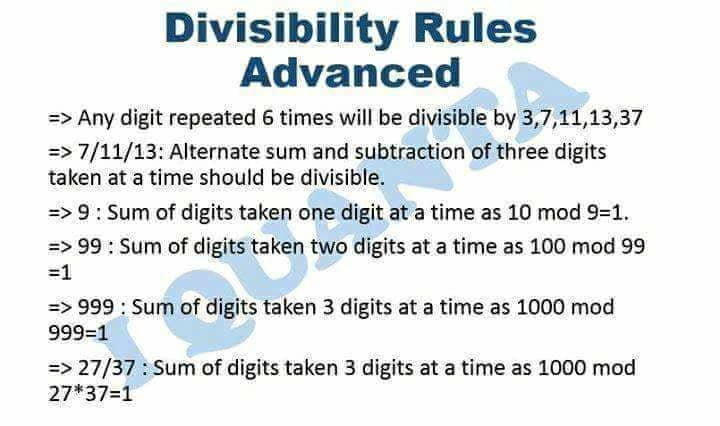 Divisibility Rules
Advanced
=> Any digit repeated 6 times will be divisible by 3,7,11,13,37
=> 7/11/13: Alternate sum and subtraction of three digits
taken at a time should be divisible.
=> 9 : Sum of digits taken one digit at a time as 10 mod 9=1.
=> 99 : Sum of digits taken two digits at a time as 100 mod 99
=1
=> 999 : Sum of digits taken 3 digits at a time as 1000 mod
999=1
=> 27/37 : Sum of digits taken 3 digits at a time as 1000 mod
27*37=1
I QUANTA